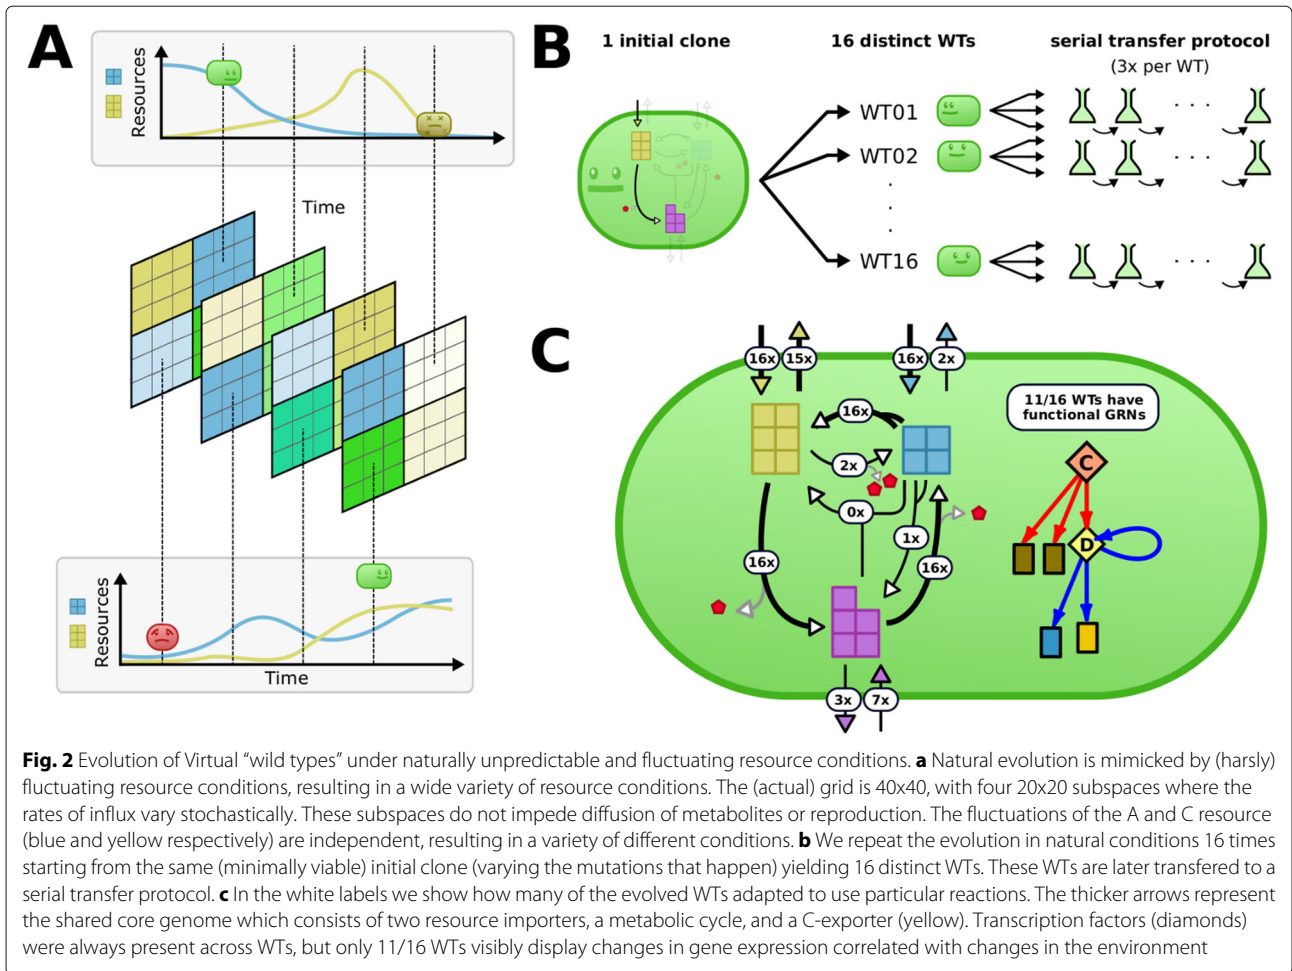 A
Resources
Time
Resources
Time
B
1 initial clone
16 distinct WTs
serial transfer protocol
(3x per WT)
WT01
WT02
.
.
.
WT16
. . .
. . .
. . .
C
16x
15x
16x
2x
16x
2x
0x
1x
16x
16x
3x
7x
11/16 WTs have
functional GRNs
C
D
Fig. 2 Evolution of Virtual “wild types” under naturally unpredictable and fluctuating resource conditions. a Natural evolution is mimicked by (harsly)
fluctuating resource conditions, resulting in a wide variety of resource conditions. The (actual) grid is 40x40, with four 20x20 subspaces where the
rates of influx vary stochastically. These subspaces do not impede diffusion of metabolites or reproduction. The fluctuations of the A and C resource
(blue and yellow respectively) are independent, resulting in a variety of different conditions. b We repeat the evolution in natural conditions 16 times
starting from the same (minimally viable) initial clone (varying the mutations that happen) yielding 16 distinct WTs. These WTs are later transfered to a
serial transfer protocol. c In the white labels we show how many of the evolved WTs adapted to use particular reactions. The thicker arrows represent
the shared core genome which consists of two resource importers, a metabolic cycle, and a C-exporter (yellow). Transcription factors (diamonds)
were always present across WTs, but only 11/16 WTs visibly display changes in gene expression correlated with changes in the environment